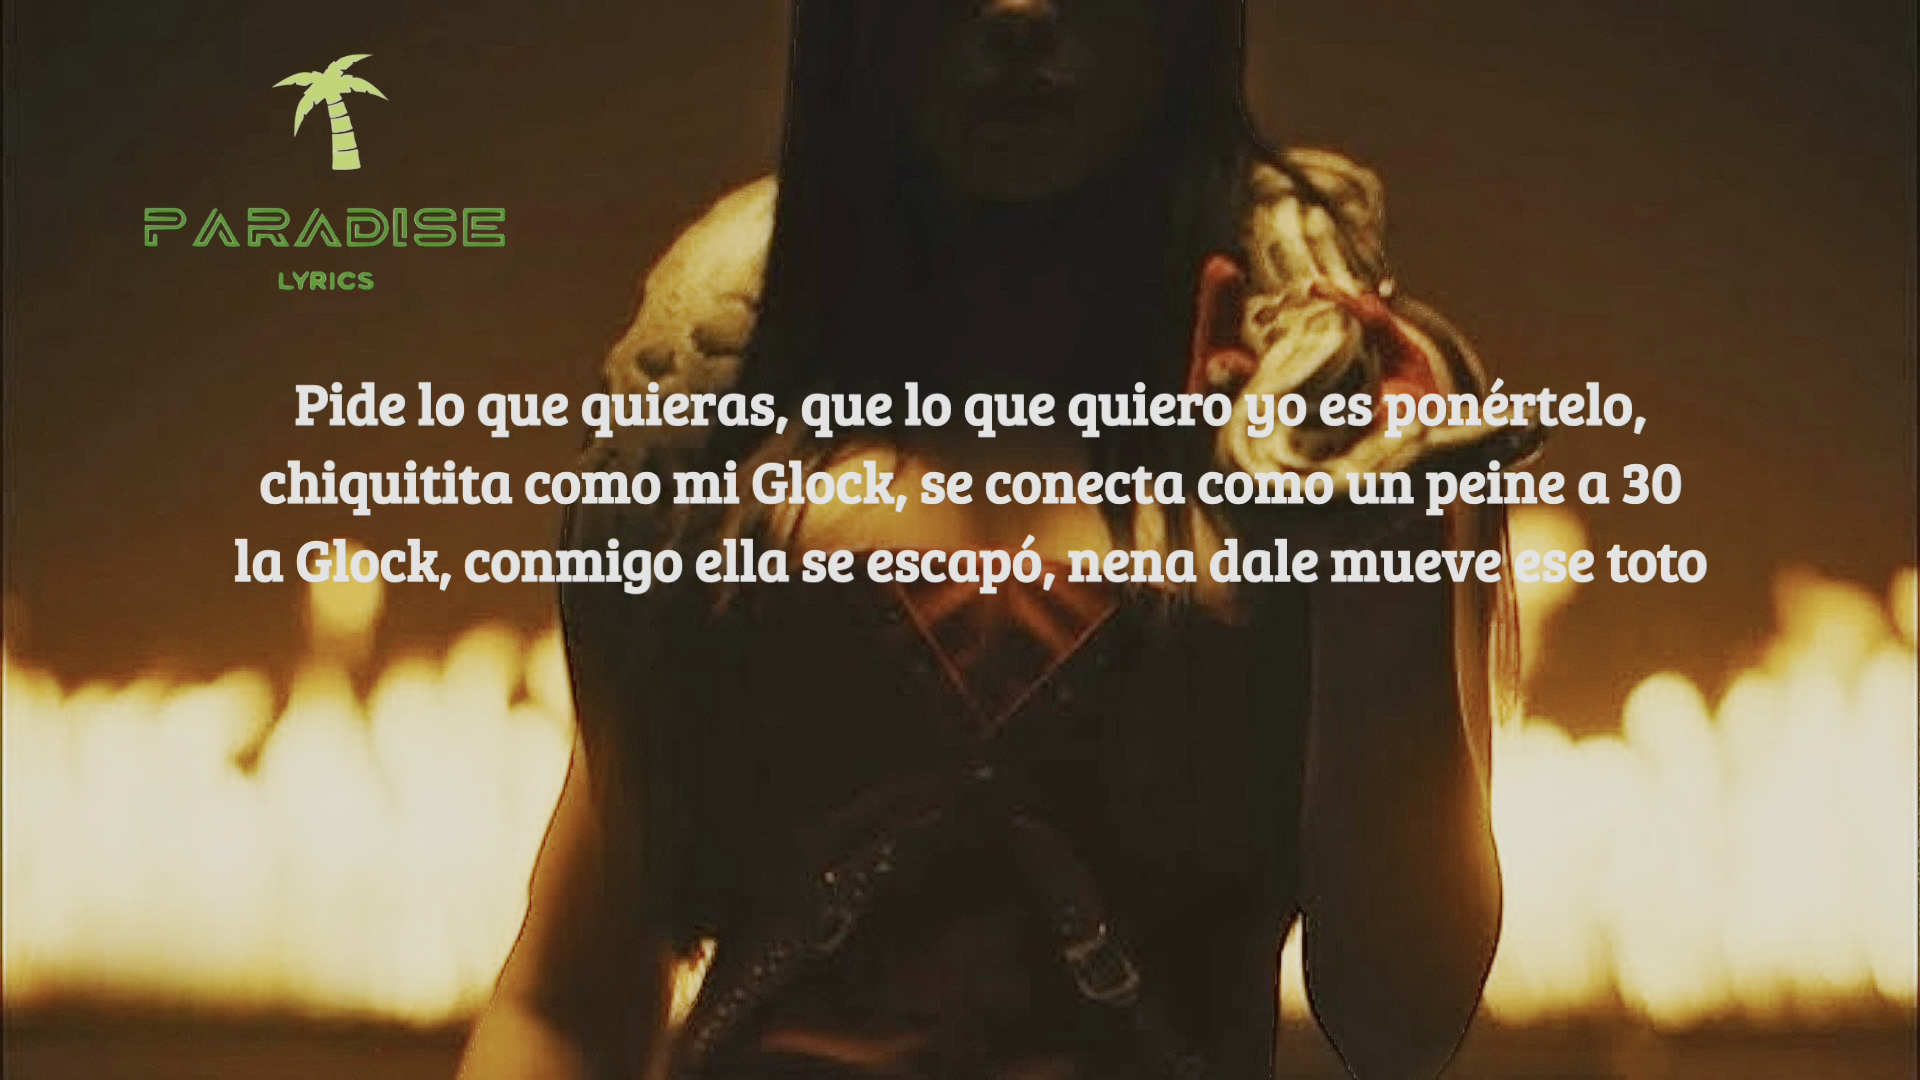 PARADISE
LYRICS
Pide lo que quieras, que lo que quiero yo es ponértelo,
chiquitita como mi Glock, se conecta como un peine a 30
la Glock, conmigo ella se escapó, nena dale mueve ese toto